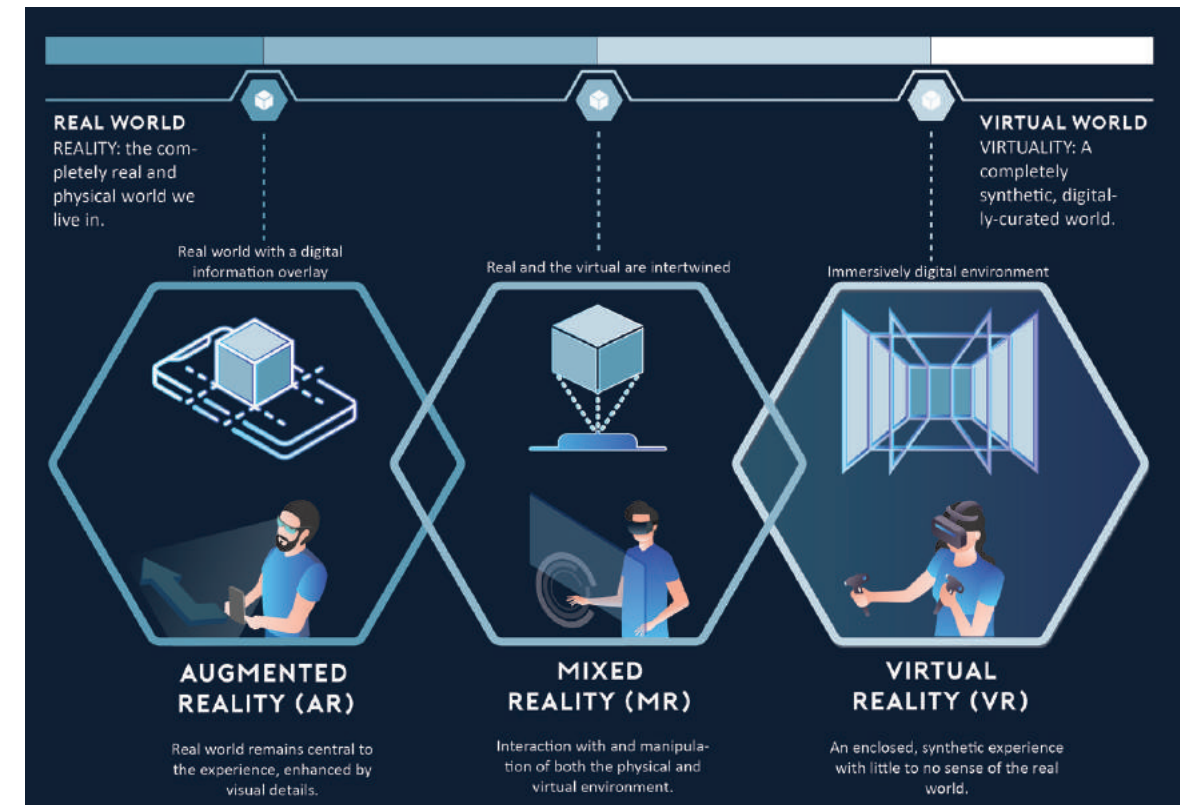 REAL WORLD
REALITY: the com-
pletely real and
physical world we
live in.
VIRTUAL WORLD
VIRTUALITY: A
completely
synthetic, digital-
ly-curated world.
Real world with a digital
information overlay
Real and the virtual are intertwined
Immersively digital environment
AUGMENTED
REALITY (AR)
Real world remains central to
the experience, enhanced by
visual details.
MIXED
REALITY (MR)
Interaction with and manipula-
tion of both the physical and
virtual environment.
VIRTUAL
REALITY (VR)
An enclosed, synthetic experience
with little to no sense of the real
world.